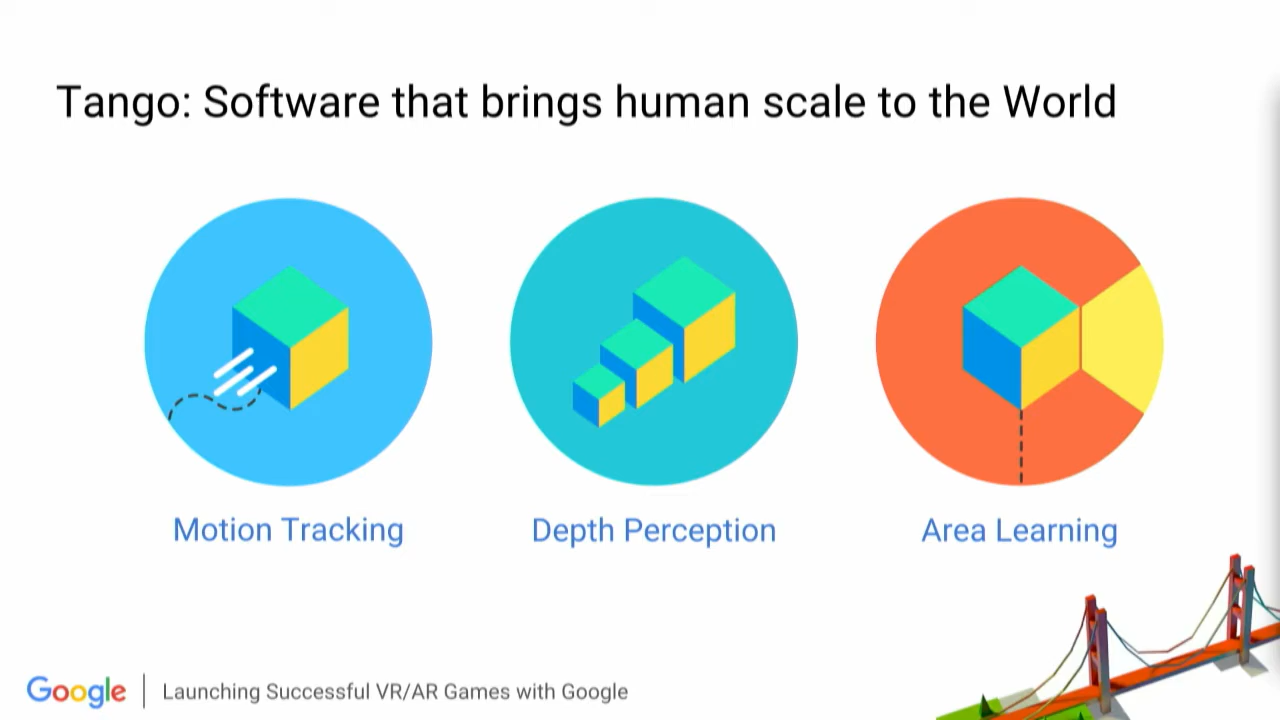 Tango: Software that brings human scale to the World
Motion Tracking
Depth Perception
Area Learning
Google | Launching Successful VR/AR Games with Google